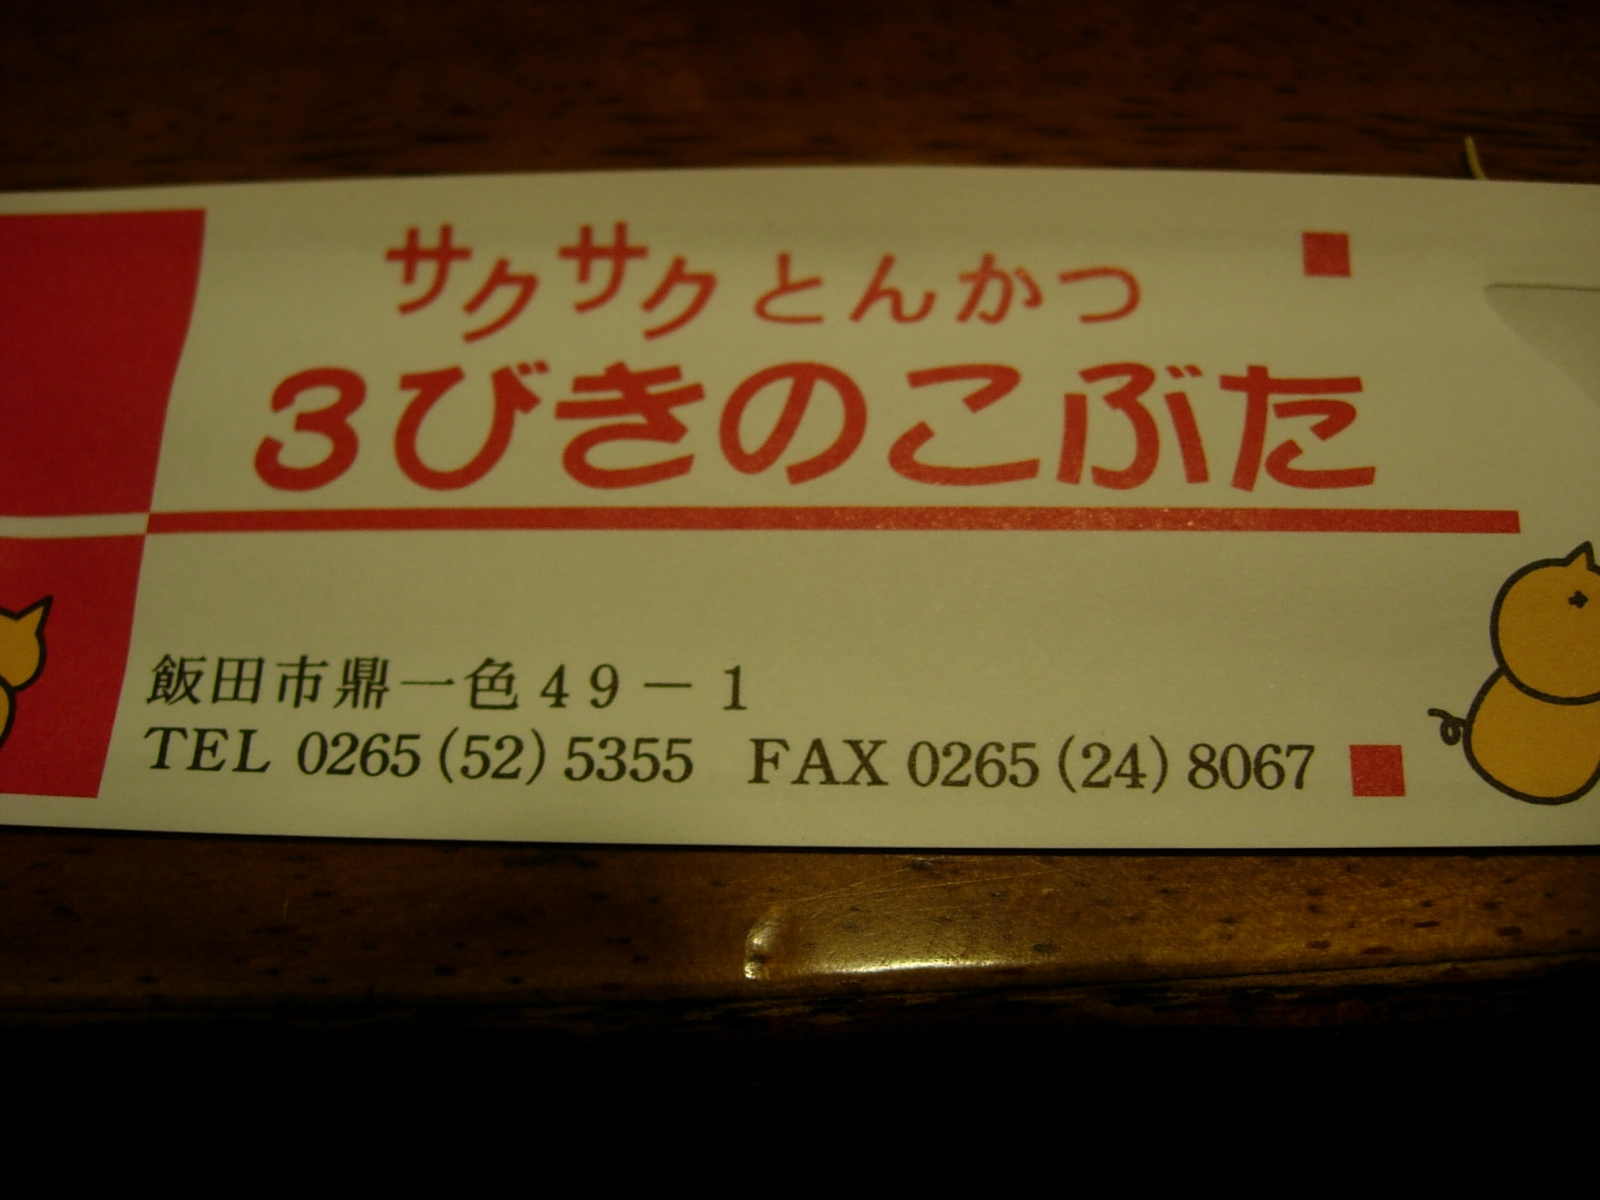 サクサクとんかつ
3びきのこぶた
飯田市鼎一色49－1
TEL 0265(52)5355 FAX 0265(24)8067